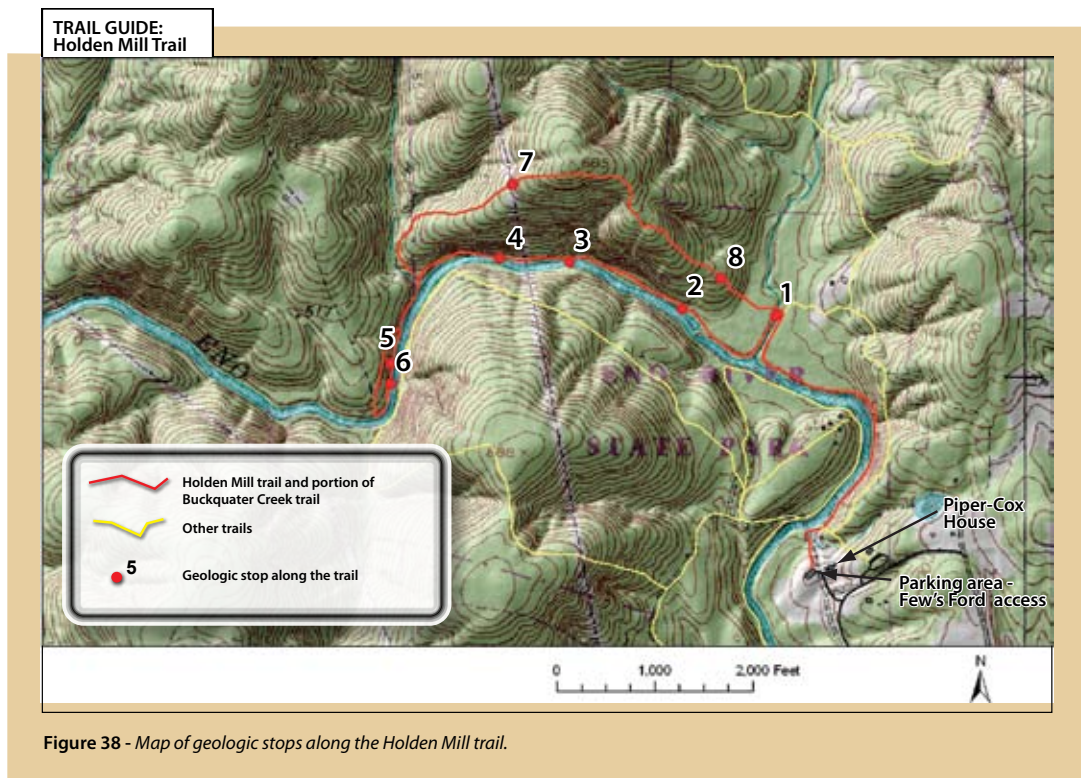 TRAIL GUIDE:
Holden Mill Trail
7
665
4
3
8
2
1
517
5
6
ENO
ENO RIVER
STATE PARK
688
Holden Mill trail and portion of
Buckquater Creek trail
Other trails
5
Geologic stop along the trail
Piper-Cox
House
Parking area -
Few's Ford access
0 1,000 2,000 Feet
N
Figure 38 - Map of geologic stops along the Holden Mill trail.